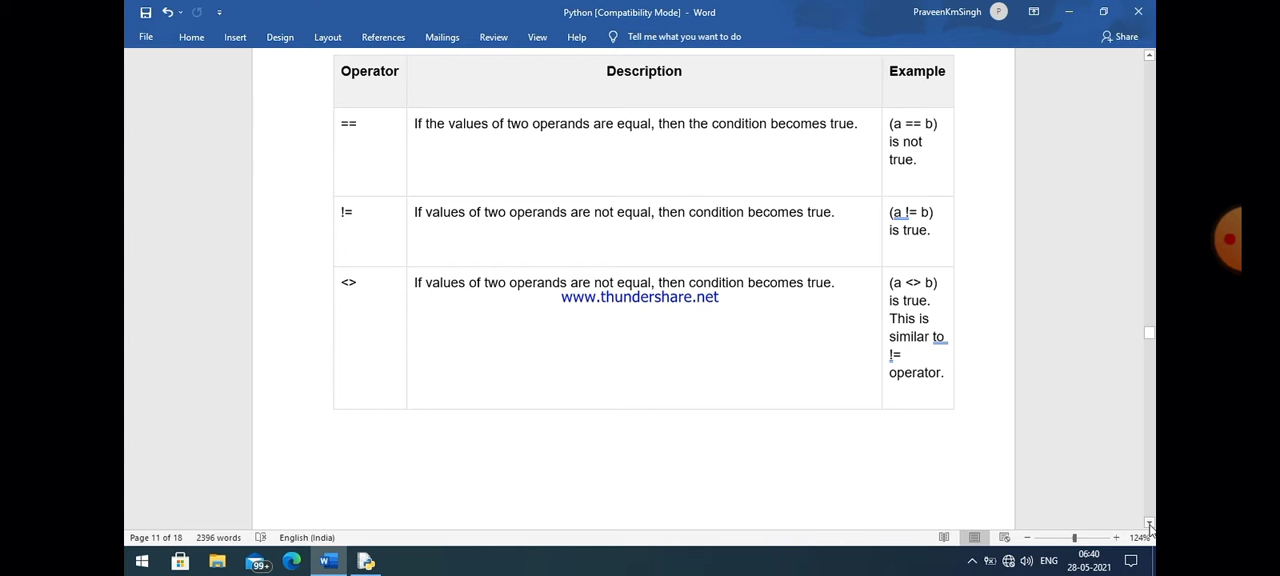 Python [Compatibility Mode] - Word
PraveenKmSingh
P
File Home Insert Design Layout References Mailings Review View Help Tell me what you want to do
Share
Operator Description Example
== If the values of two operands are equal, then the condition becomes true. (a == b)
is not
true.
!= If values of two operands are not equal, then condition becomes true. (a != b)
is true.
<> If values of two operands are not equal, then condition becomes true. (a <> b)
www.thundershare.net
is true.
This is
similar to
!=
operator.
Page 11 of 18 2396 words English (India)
124%
99+
ENG
06:40
28-05-2021